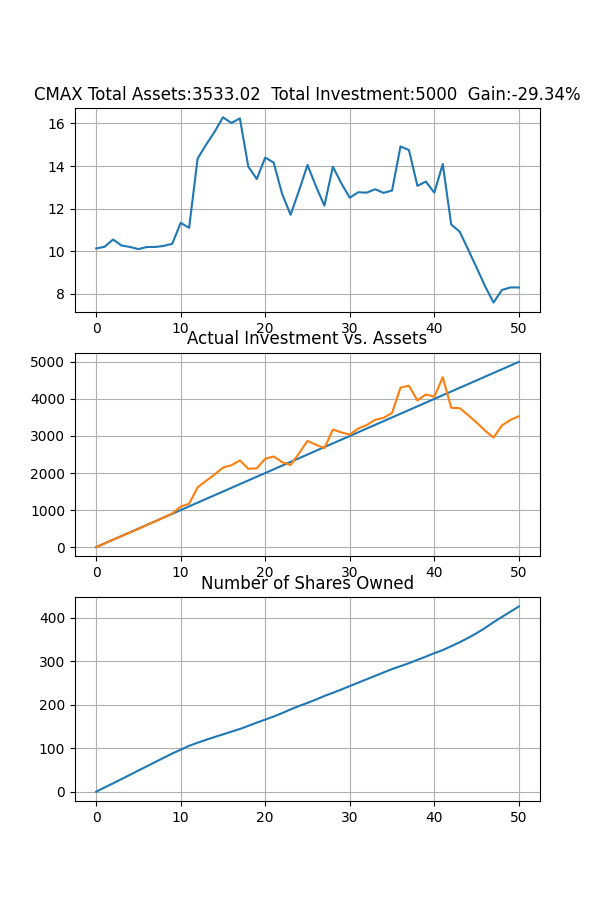 CMAX Total Assets:3533.02  Total Investment:5000  Gain:-29.34%
16
14
12
10
8
0 10 20 30 40 50
Actual Investment vs. Assets
5000
4000
3000
2000
1000
0
0 10 20 30 40 50
Number of Shares Owned
400
300
200
100
0
0 10 20 30 40 50